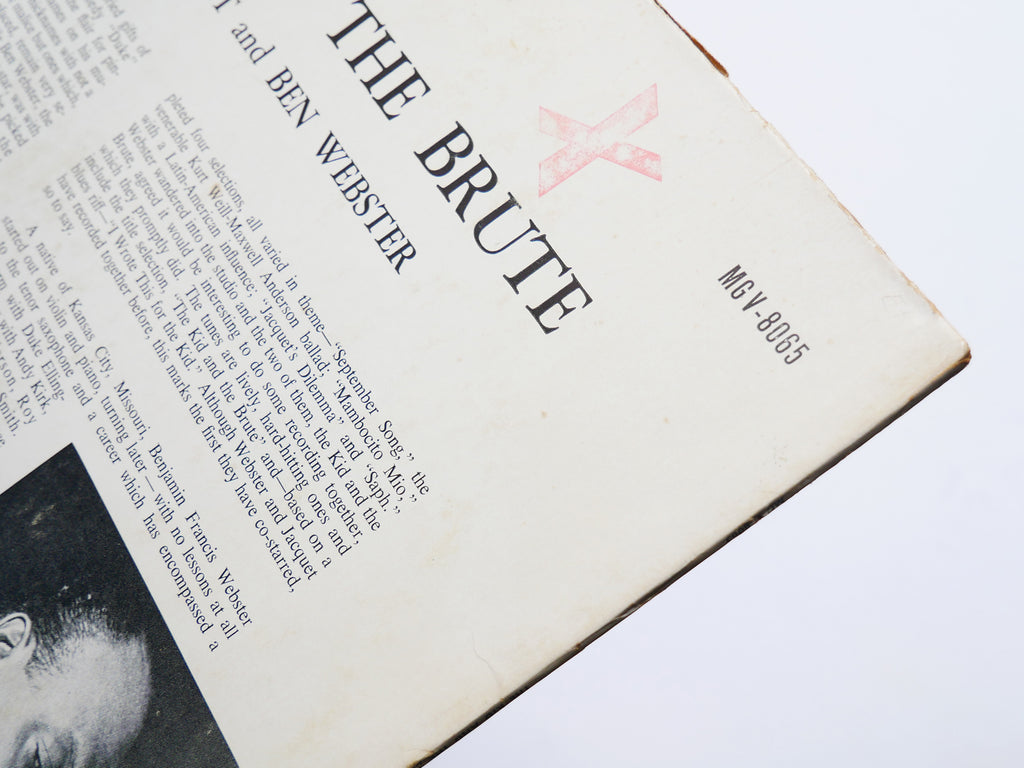 THE BRUTE
T and BEN WEBSTER
MGV-8065
pleted four selections, all varied in theme—"September Song," the
venerable Kurt Weill-Maxwell Anderson ballad; "Mambocito Mio,"
with a Latin-American influence; "Jacquet's Dilemma" and "Saph."
Webster wandered into the studio and the two of them, the Kid and the
Brute, agreed it would be interesting to do some recording together,
which they promptly did. The tunes are lively, hard-hitting ones and
include the title selection, "The Kid and the Brute" and—based on a
blues riff—"I Wrote This for the Kid." Although Webster and Jacquet
have recorded together before, this marks the first they have co-starred,
so to say.
A native of Kansas City, Missouri, Benjamin Francis Webster
started out on violin and piano, turning later—with no lessons at all
to the tenor saxophone and a career which has encompassed a
with Duke Elling-
with Andy Kirk,
Roy
Smith.